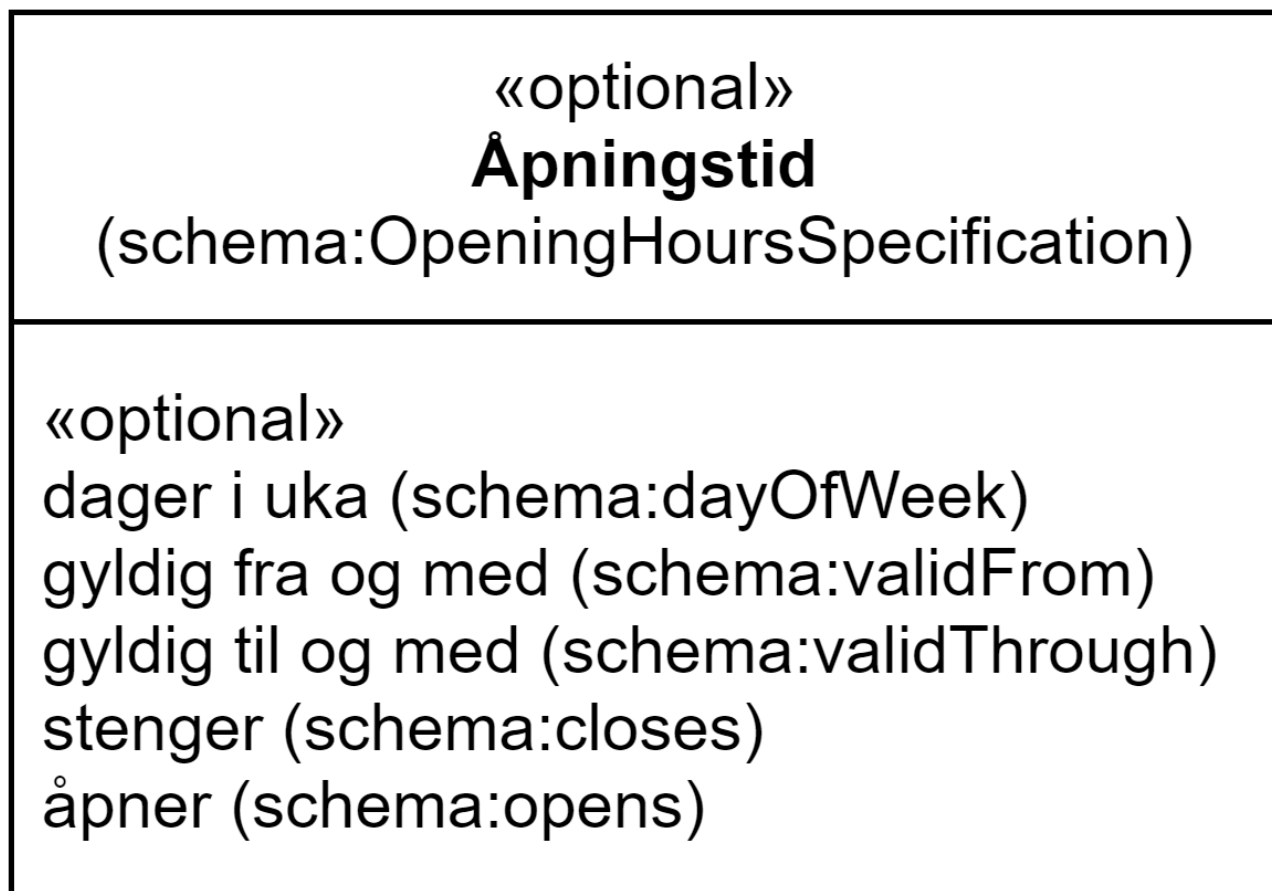 «optional»
Åpningstid
(schema:OpeningHoursSpecification)
«optional»
dager i uka (schema:dayOfWeek)
gyldig fra og med (schema:validFrom)
gyldig til og med (schema:validThrough)
stenger (schema:closes)
åpner (schema:opens)